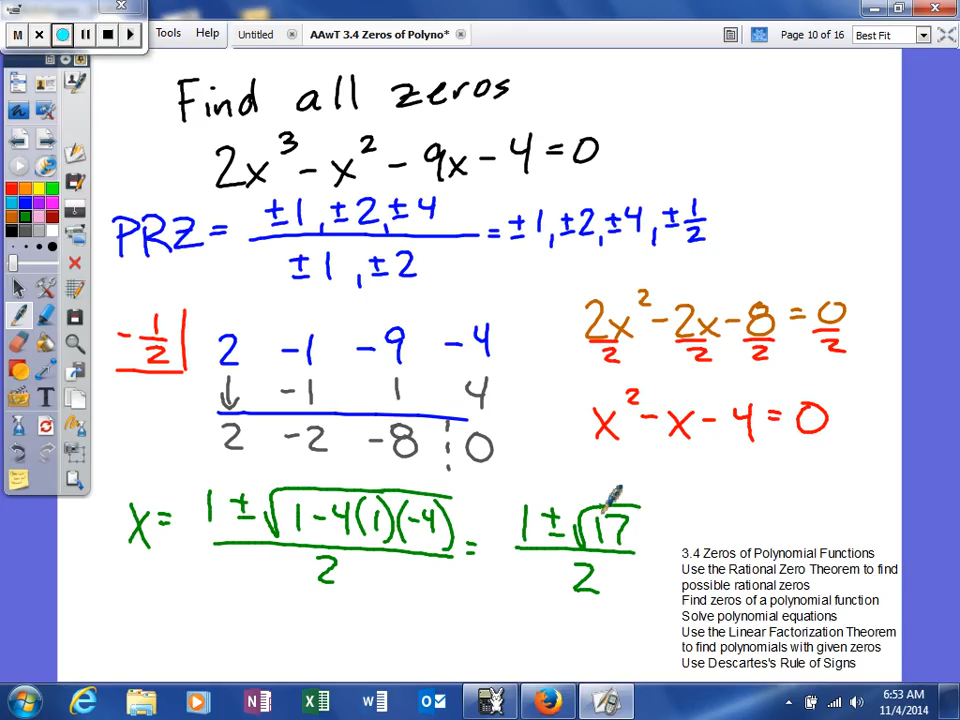 Tools Help Untitled AAwT 3.4 Zeros of Polyno* Page 10 of 16 Best Fit
Find all zeros
2x³ - x² - 9x - 4 = 0
PRZ = ±1, ±2, ±4 / ±1, ±2 = ±1, ±2, ±4, ±1/2
-1/2 | 2 -1 -9 -4
↓ -1 1 4
2 -2 -8 0
2x²/2 - 2x/2 - 8/2 = 0/2
x² - x - 4 = 0
x = 1 ± √(1-4(1)(-4)) / 2 = 1 ± √17 / 2
3.4 Zeros of Polynomial Functions
Use the Rational Zero Theorem to find
possible rational zeros
Find zeros of a polynomial function
Solve polynomial equations
Use the Linear Factorization Theorem
to find polynomials with given zeros
Use Descartes's Rule of Signs
6:53 AM
11/4/2014